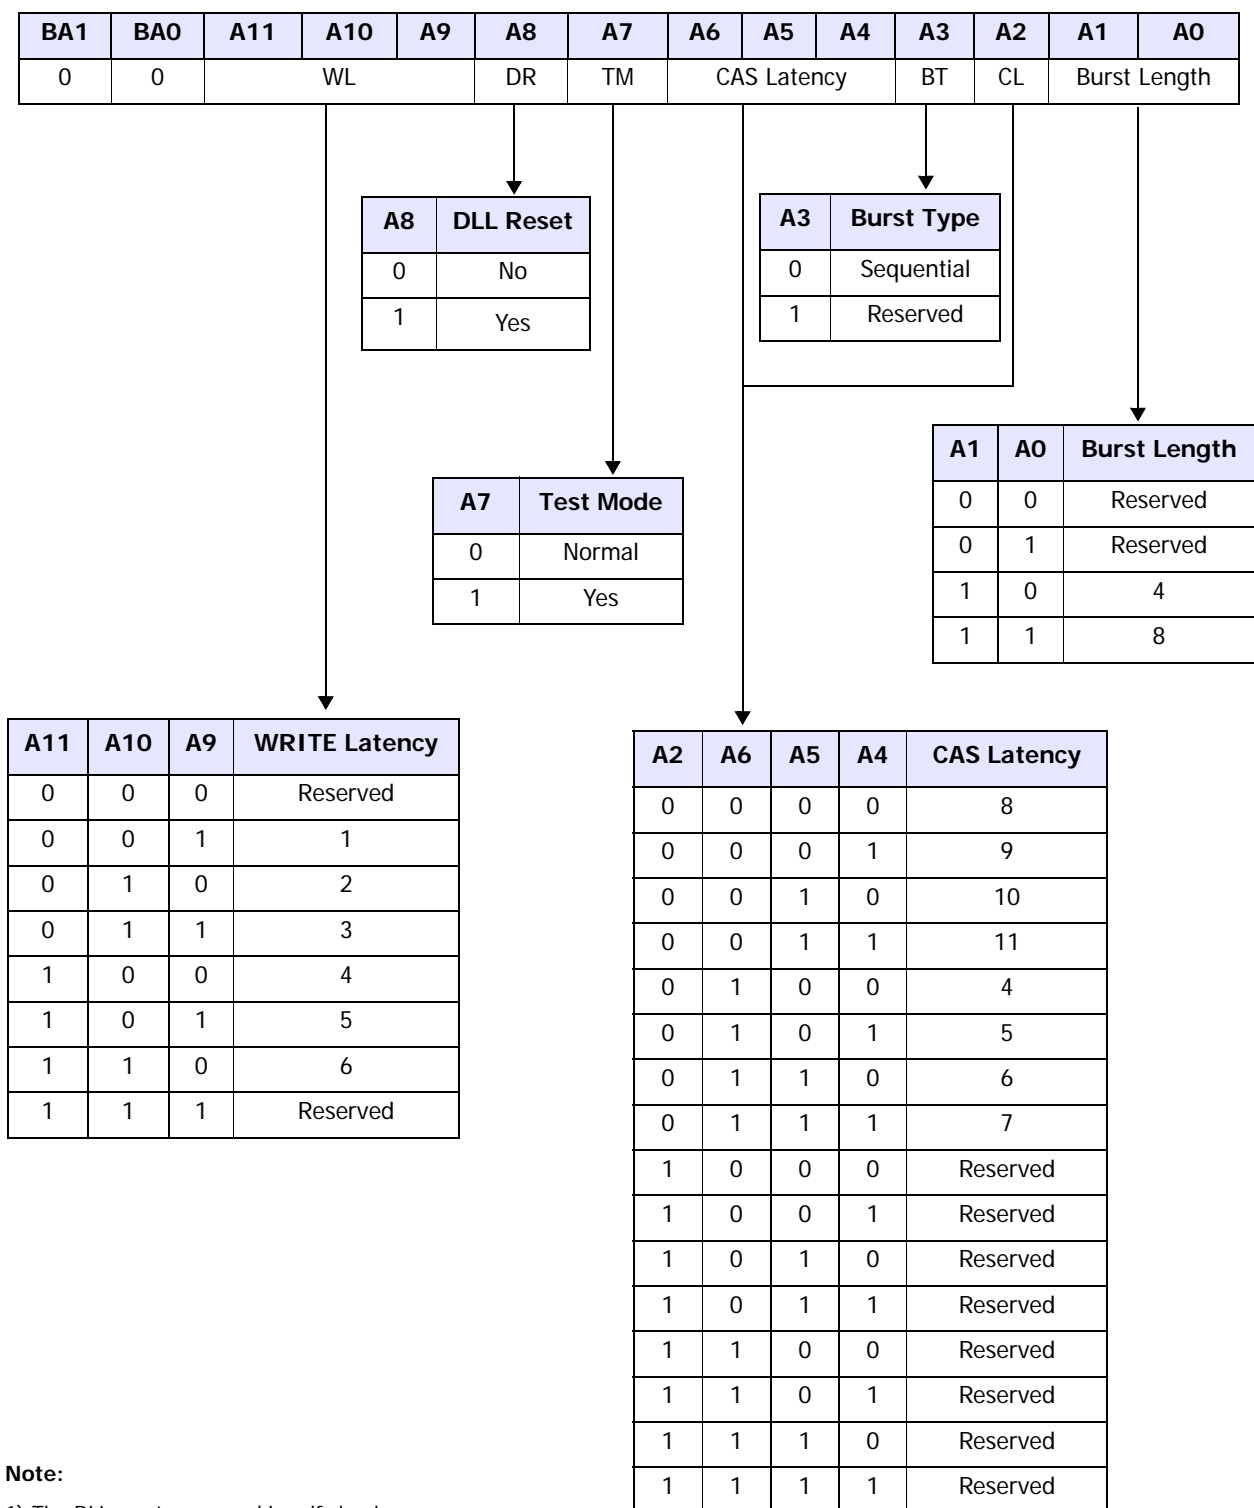 BA1 BA0 A11 A10 A9 A8 A7 A6 A5 A4 A3 A2 A1 A0
0 0 WL DR TM CAS Latency BT CL Burst Length
A8 DLL Reset
0 No
1 Yes
A3 Burst Type
0 Sequential
1 Reserved
A7 Test Mode
0 Normal
1 Yes
A1 A0 Burst Length
0 0 Reserved
0 1 Reserved
1 0 4
1 1 8
A11 A10 A9 WRITE Latency
0 0 0 Reserved
0 0 1 1
0 1 0 2
0 1 1 3
1 0 0 4
1 0 1 5
1 1 0 6
1 1 1 Reserved
A2 A6 A5 A4 CAS Latency
0 0 0 0 8
0 0 0 1 9
0 0 1 0 10
0 0 1 1 11
0 1 0 0 4
0 1 0 1 5
0 1 1 0 6
0 1 1 1 7
1 0 0 0 Reserved
1 0 0 1 Reserved
1 0 1 0 Reserved
1 0 1 1 Reserved
1 1 0 0 Reserved
1 1 0 1 Reserved
1 1 1 0 Reserved
1 1 1 1 Reserved
Note:
1) The